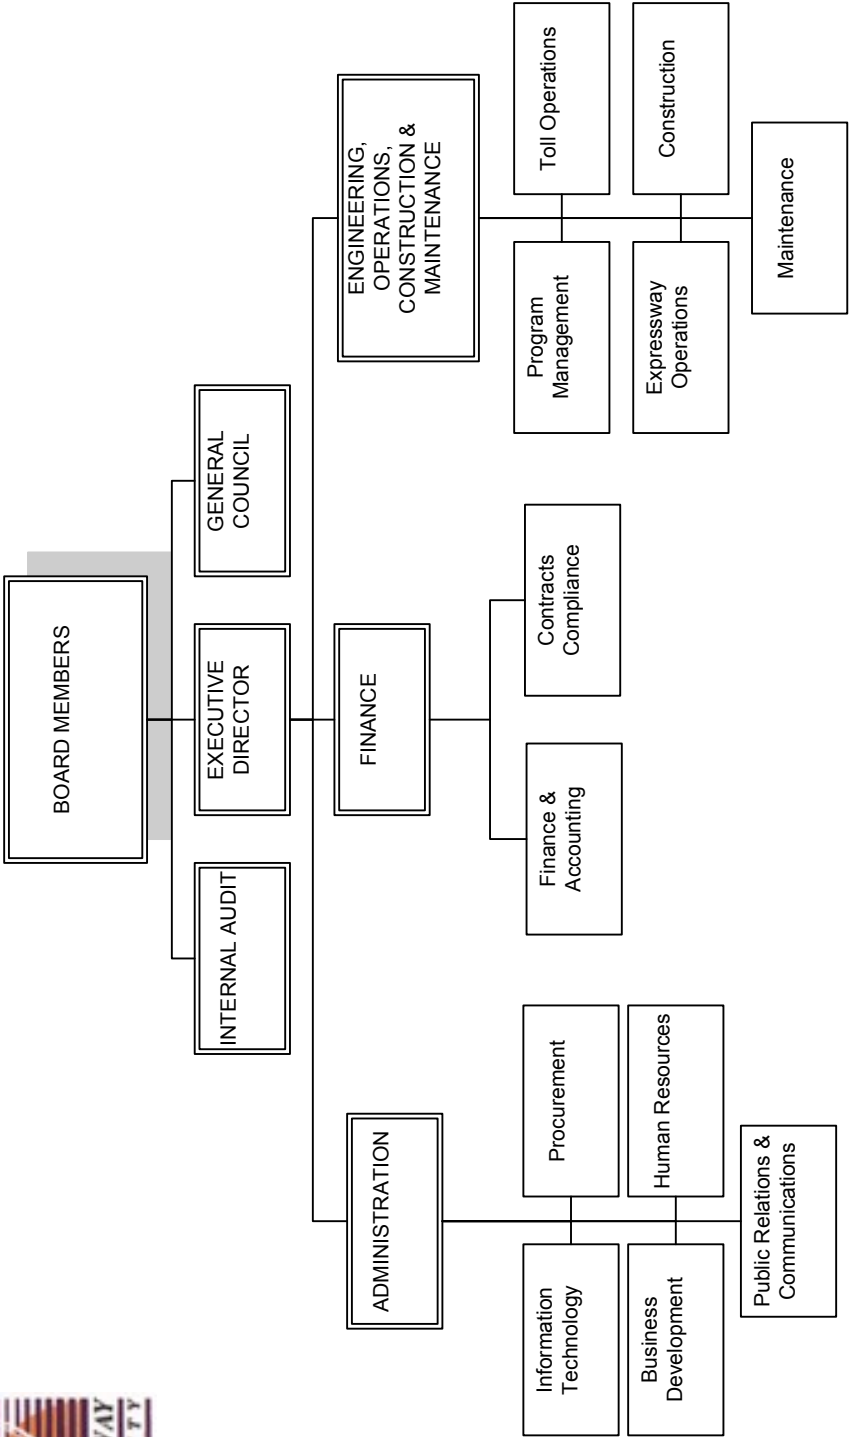 BOARD MEMBERS
INTERNAL AUDIT
EXECUTIVE
DIRECTOR
GENERAL
COUNCIL
ADMINISTRATION
FINANCE
ENGINEERING,
OPERATIONS,
CONSTRUCTION &
MAINTENANCE
Information
Technology
Procurement
Business
Development
Human Resources
Public Relations &
Communications
Finance &
Accounting
Contracts
Compliance
Program
Management
Toll Operations
Expressway
Operations
Construction
Maintenance